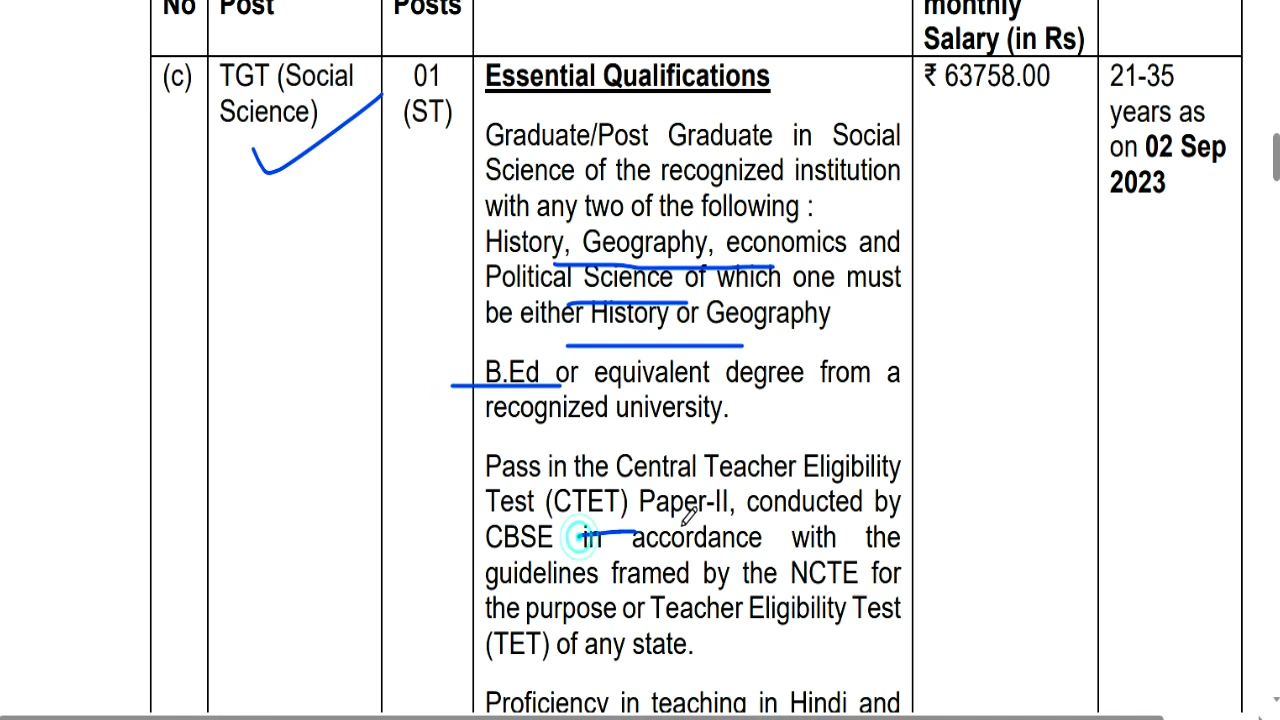 No Post Posts monthly
Salary (in Rs)
(c) TGT (Social 01 Essential Qualifications ₹ 63758.00 21-35
Science) (ST) years as
Graduate/Post Graduate in Social on 02 Sep
Science of the recognized institution 2023
with any two of the following :
History, Geography, economics and
Political Science of which one must
be either History or Geography
B.Ed or equivalent degree from a
recognized university.
Pass in the Central Teacher Eligibility
Test (CTET) Paper-II, conducted by
CBSE in accordance with the
guidelines framed by the NCTE for
the purpose or Teacher Eligibility Test
(TET) of any state.
Proficiency in teaching in Hindi and